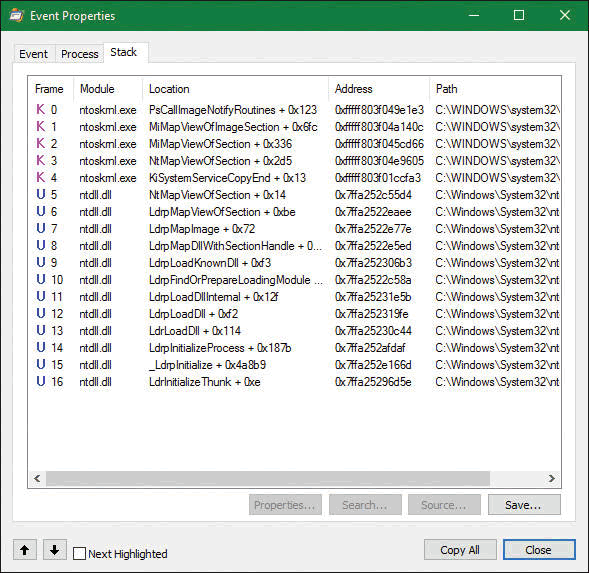 Event Properties
Event Process Stack
Frame Module Location Address Path
K 0 ntoskrnl.exe PsCallImageNotifyRoutines + 0x123 0xfffff803f049e1e3 C:\WINDOWS\system32\
K 1 ntoskrnl.exe MiMapViewOfImageSection + 0x6fc 0xfffff803f04a140c C:\WINDOWS\system32\
K 2 ntoskrnl.exe MiMapViewOfSection + 0x336 0xfffff803f045cd66 C:\WINDOWS\system32\
K 3 ntoskrnl.exe NtMapViewOfSection + 0x2d5 0xfffff803f04e9605 C:\WINDOWS\system32\
K 4 ntoskrnl.exe KiSystemServiceCopyEnd + 0x13 0xfffff803f01ccfa3 C:\WINDOWS\system32\
U 5 ntdll.dll NtMapViewOfSection + 0x14 0x7ffa252c55d4 C:\Windows\System32\nt
U 6 ntdll.dll LdrpMapViewOfSection + 0xbe 0x7ffa2522eaee C:\Windows\System32\nt
U 7 ntdll.dll LdrpMapImage + 0x72 0x7ffa2522e77e C:\Windows\System32\nt
U 8 ntdll.dll LdrpMapDllWithSectionHandle + 0... 0x7ffa2522e5ed C:\Windows\System32\nt
U 9 ntdll.dll LdrpLoadKnownDll + 0xf3 0x7ffa252306b3 C:\Windows\System32\nt
U 10 ntdll.dll LdrpFindOrPrepareLoadingModule ... 0x7ffa2522c58a C:\Windows\System32\nt
U 11 ntdll.dll LdrpLoadDllInternal + 0x12f 0x7ffa25231e5b C:\Windows\System32\nt
U 12 ntdll.dll LdrpLoadDll + 0xf2 0x7ffa252319fe C:\Windows\System32\nt
U 13 ntdll.dll LdrLoadDll + 0x114 0x7ffa25230c44 C:\Windows\System32\nt
U 14 ntdll.dll LdrpInitializeProcess + 0x187b 0x7ffa252afdaf C:\Windows\System32\nt
U 15 ntdll.dll _LdrpInitialize + 0x4a8b9 0x7ffa252e166d C:\Windows\System32\nt
U 16 ntdll.dll LdrInitializeThunk + 0xe 0x7ffa25296d5e C:\Windows\System32\nt
Properties... Search... Source... Save...
Next Highlighted Copy All Close